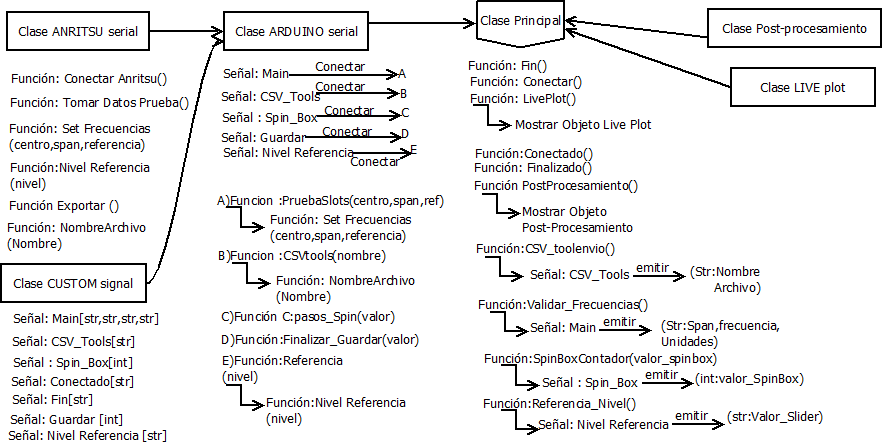 Clase ANRITSU serial
Función: Conectar Anritsu()
Función: Tomar Datos Prueba()
Función: Set Frecuencias
(centro,span,referencia)
Función:Nivel Referencia
(nivel)
Función Exportar ()
Función: NombreArchivo
(Nombre)
Clase CUSTOM signal
Señal: Main[str,str,str,str]
Señal: CSV_Tools[str]
Señal : Spin_Box[int]
Señal: Conectado[str]
Señal: Fin[str]
Señal: Guardar [int]
Señal: Nivel Referencia [str]
Clase ARDUINO serial
Señal: Main Conectar A
Señal: CSV_Tools Conectar B
Señal : Spin_Box Conectar C
Señal: Guardar Conectar D
Señal: Nivel Referencia Conectar E
A)Funcion :PruebaSlots(centro,span,ref)
Función: Set Frecuencias
(centro,span,referencia)
B)Funcion :CSVtools(nombre)
Función: NombreArchivo
(Nombre)
C)Función C:pasos_Spin(valor)
D)Función:Finalizar_Guardar(valor)
E)Función:Referencia
(nivel)
Función:Nivel Referencia
(nivel)
Clase Principal
Función: Fin()
Función: Conectar()
Función: LivePlot()
Mostrar Objeto Live Plot
Función:Conectado()
Función: Finalizado()
Función PostProcesamiento()
Mostrar Objeto
Post-Procesamiento
Función:CSV_toolenvio()
Señal: CSV_Tools emitir (Str:Nombre
Archivo)
Función:Validar_Frecuencias()
Señal: Main emitir (Str:Span,frecuencia,
Unidades)
Función:SpinBoxContador(valor_spinbox)
Señal : Spin_Box emitir (int:valor_SpinBox)
Función:Referencia_Nivel()
Señal: Nivel Referencia emitir (str:Valor_Slider)
Clase Post-procesamiento
Clase LIVE plot